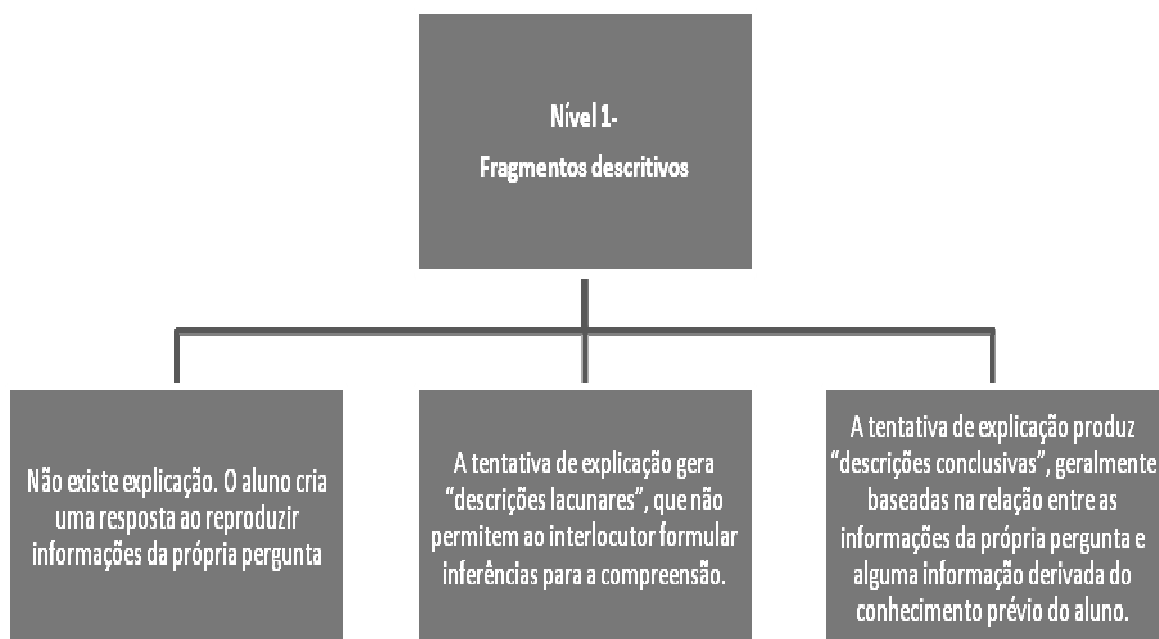 Nível 1-
Fragmentos descritivos
Não existe explicação. O aluno cria
uma resposta ao reproduzir
informações da própria pergunta
A tentativa de explicação gera
“descrições lacunares”, que não
permitem ao interlocutor formular
inferências para a compreensão.
A tentativa de explicação produz
“descrições conclusivas”, geralmente
baseadas na relação entre as
informações da própria pergunta e
alguma informação derivada do
conhecimento prévio do aluno.